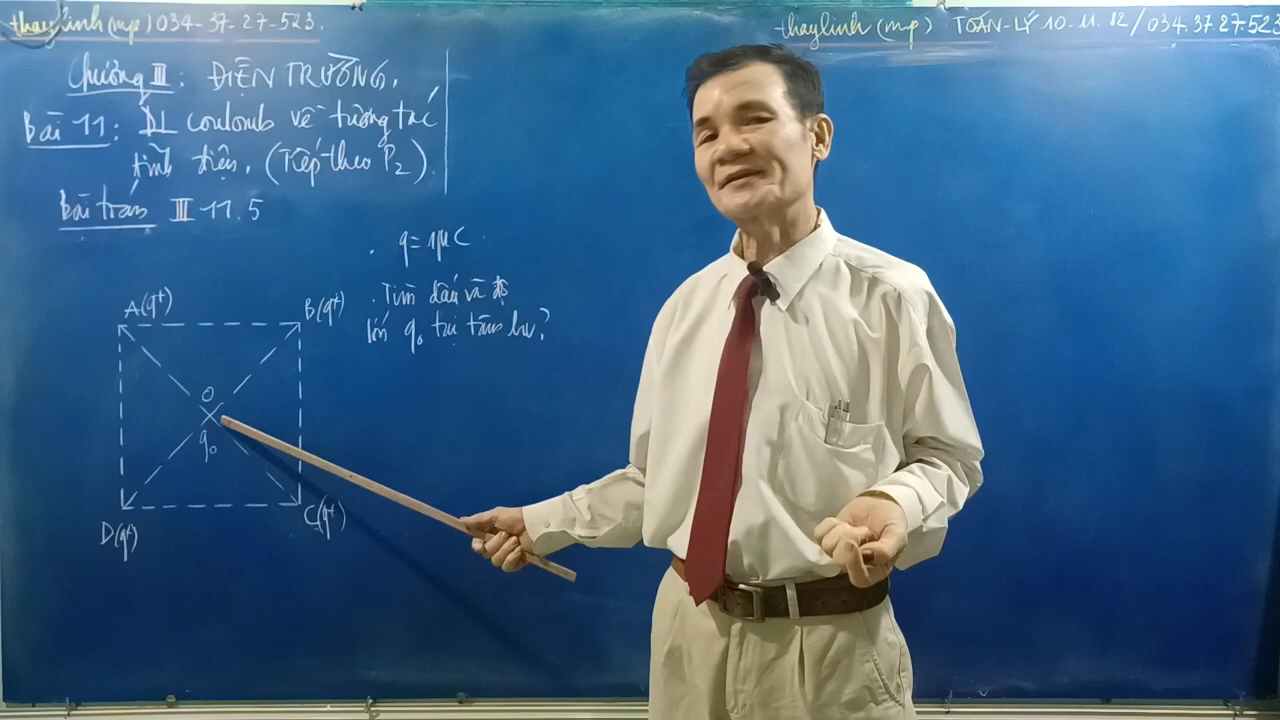 thaylinh (mp) 034-37-27-523.
thaylinh (mp) TOÁN-LÝ 10-11.12/034.37.27.523
Chương III: ĐIỆN TRƯỜNG.
Bài 11: ĐL coulomb về tương tác
tĩnh điện. (Tiếp theo P2).
Bài toán III 11.5
. q = 1μC.
. Tìm dấu và độ
lớn q0 tại tâm hv?
A(q+)
B(q+)
O
q0
D(q+)
C(q+)